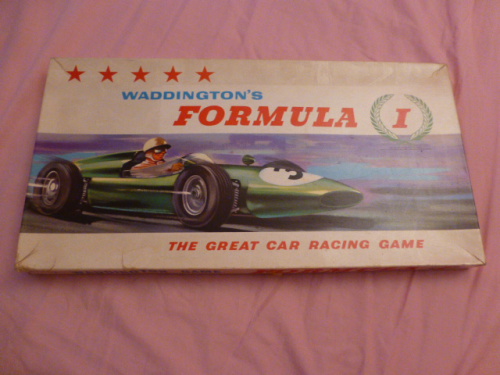 WADDINGTON'S
FORMULA I
3
THE GREAT CAR RACING GAME